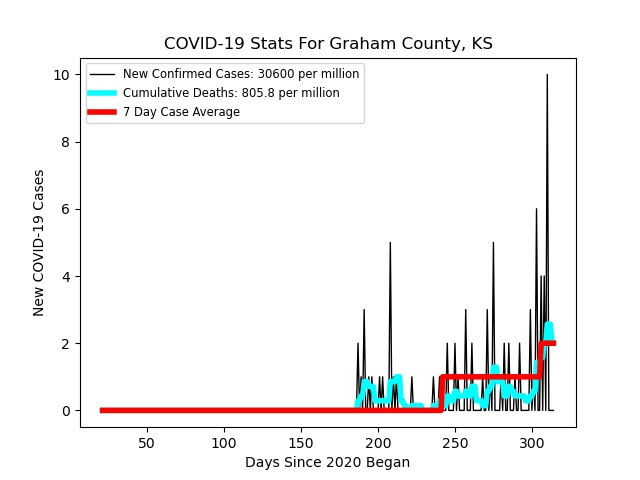 COVID-19 Stats For Graham County, KS
New Confirmed Cases: 30600 per million
Cumulative Deaths: 805.8 per million
7 Day Case Average
New COVID-19 Cases
10
8
6
4
2
0
50 100 150 200 250 300
Days Since 2020 Began